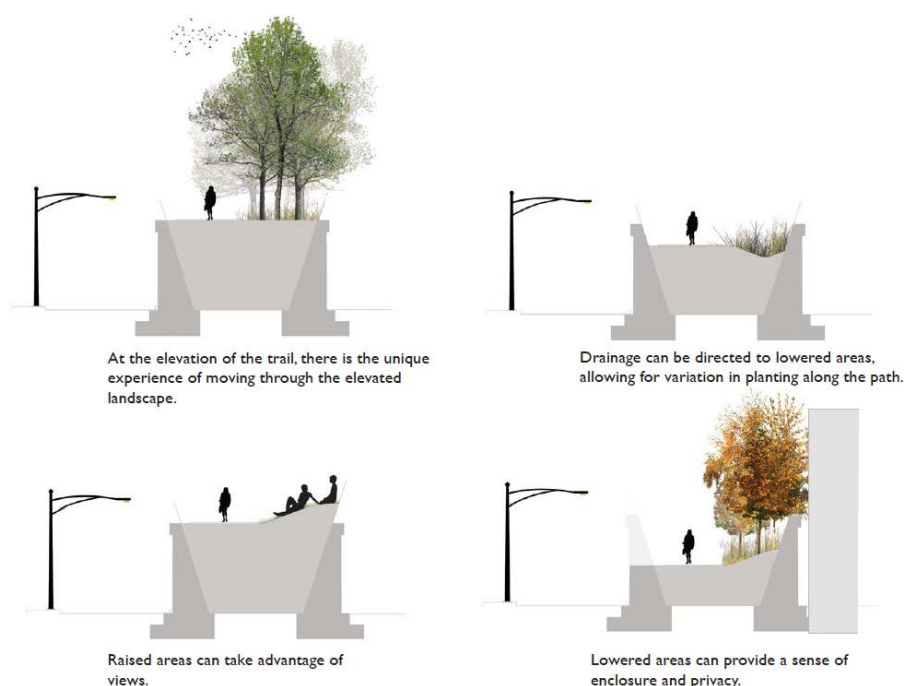 At the elevation of the trail, there is the unique
experience of moving through the elevated
landscape.
Drainage can be directed to lowered areas,
allowing for variation in planting along the path.
Raised areas can take advantage of
views.
Lowered areas can provide a sense of
enclosure and privacy.